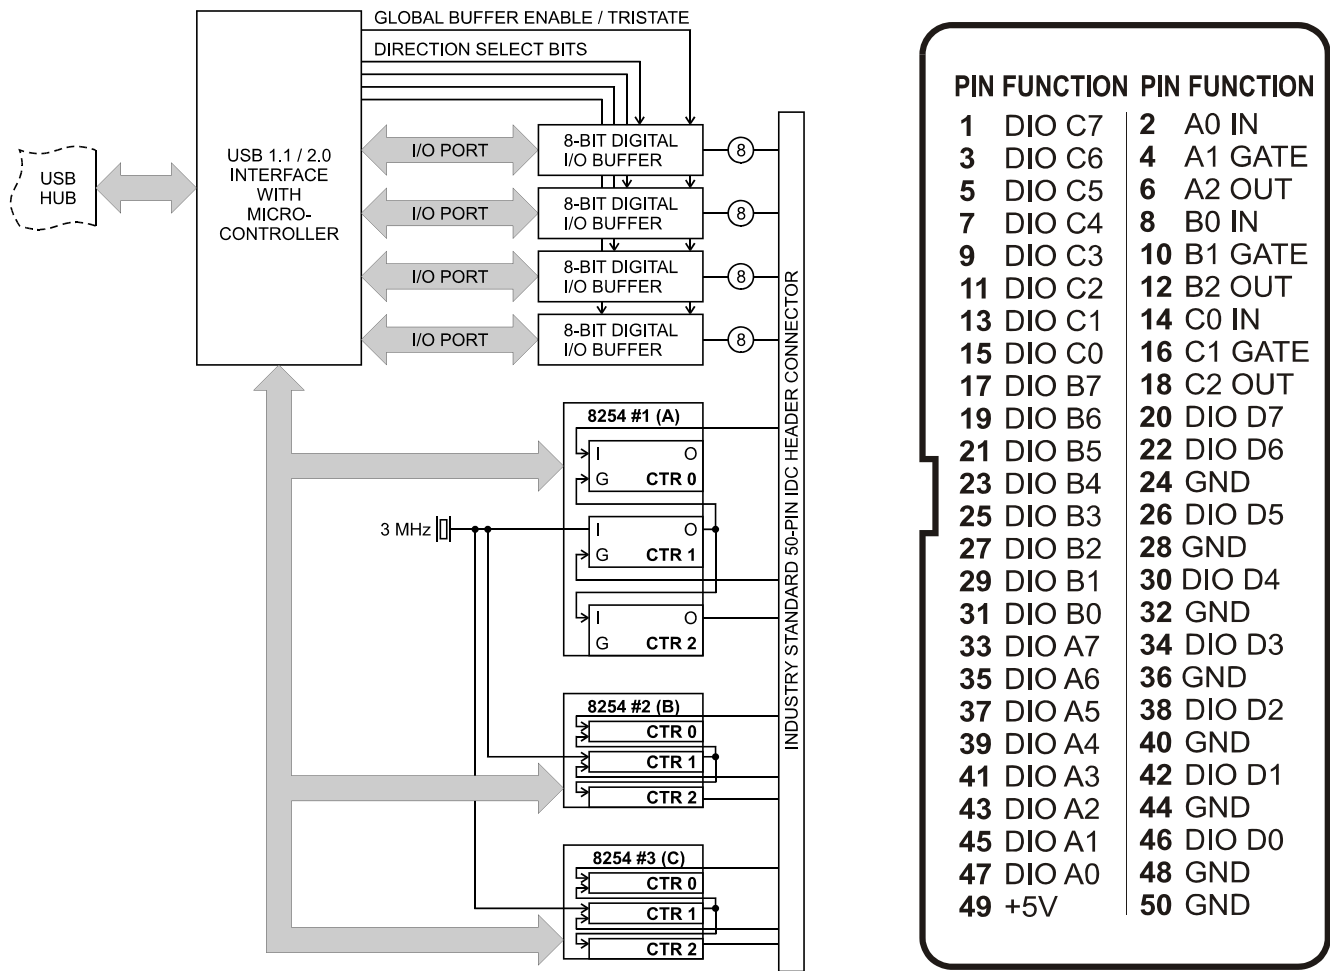 GLOBAL BUFFER ENABLE / TRISTATE
DIRECTION SELECT BITS
USB
HUB
USB 1.1 / 2.0
INTERFACE
WITH
MICRO-
CONTROLLER
I/O PORT
8-BIT DIGITAL
I/O BUFFER
8
I/O PORT
8-BIT DIGITAL
I/O BUFFER
8
I/O PORT
8-BIT DIGITAL
I/O BUFFER
8
I/O PORT
8-BIT DIGITAL
I/O BUFFER
8
8254 #1 (A)
I O
G CTR 0
3 MHz
I O
G CTR 1
I O
G CTR 2
8254 #2 (B)
CTR 0
CTR 1
CTR 2
8254 #3 (C)
CTR 0
CTR 1
CTR 2
INDUSTRY STANDARD 50-PIN IDC HEADER CONNECTOR
PIN FUNCTION PIN FUNCTION
1 DIO C7 2 A0 IN
3 DIO C6 4 A1 GATE
5 DIO C5 6 A2 OUT
7 DIO C4 8 B0 IN
9 DIO C3 10 B1 GATE
11 DIO C2 12 B2 OUT
13 DIO C1 14 C0 IN
15 DIO C0 16 C1 GATE
17 DIO B7 18 C2 OUT
19 DIO B6 20 DIO D7
21 DIO B5 22 DIO D6
23 DIO B4 24 GND
25 DIO B3 26 DIO D5
27 DIO B2 28 GND
29 DIO B1 30 DIO D4
31 DIO B0 32 GND
33 DIO A7 34 DIO D3
35 DIO A6 36 GND
37 DIO A5 38 DIO D2
39 DIO A4 40 GND
41 DIO A3 42 DIO D1
43 DIO A2 44 GND
45 DIO A1 46 DIO D0
47 DIO A0 48 GND
49 +5V 50 GND